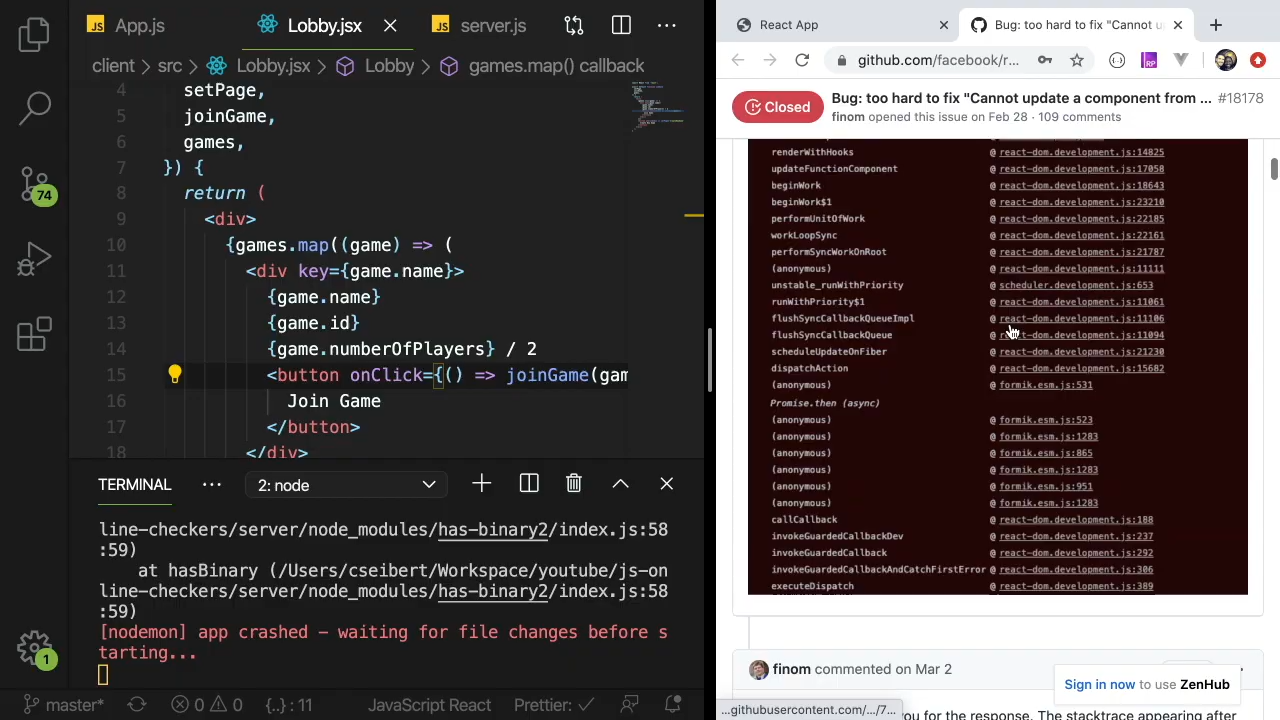 JS App.js
Lobby.jsx
JS server.js
client > src > Lobby.jsx > Lobby > games.map() callback
4 setPage,
5 joinGame,
6 games,
7 }) {
8 return (
9 <div>
10 {games.map((game) => (
11 <div key={game.name}>
12 {game.name}
13 {game.id}
14 {game.numberOfPlayers} / 2
15 <button onClick={() => joinGame(gam
16 Join Game
17 </button>
18 </div>
74
1
TERMINAL
2: node
line-checkers/server/node_modules/has-binary2/index.js:58
:59)
at hasBinary (/Users/cseibert/Workspace/youtube/js-on
line-checkers/server/node_modules/has-binary2/index.js:58
:59)
[nodemon] app crashed - waiting for file changes before s
tarting...
master* 0 0 {..} : 11 JavaScript React Prettier: ✓
React App
Bug: too hard to fix "Cannot u
github.com/facebook/r...
RP
Closed
Bug: too hard to fix "Cannot update a component from ... #18178
finom opened this issue on Feb 28 · 109 comments
renderWithHooks @ react-dom.development.js:14825
updateFunctionComponent @ react-dom.development.js:17058
beginWork @ react-dom.development.js:18643
beginWork$1 @ react-dom.development.js:23210
performUnitOfWork @ react-dom.development.js:22185
workLoopSync @ react-dom.development.js:22161
performSyncWorkOnRoot @ react-dom.development.js:21787
(anonymous) @ react-dom.development.js:11111
unstable_runWithPriority @ scheduler.development.js:653
runWithPriority$1 @ react-dom.development.js:11061
flushSyncCallbackQueueImpl @ react-dom.development.js:11106
flushSyncCallbackQueue @ react-dom.development.js:11094
scheduleUpdateOnFiber @ react-dom.development.js:21230
dispatchAction @ react-dom.development.js:15682
(anonymous) @ formik.esm.js:531
Promise.then (async)
(anonymous) @ formik.esm.js:523
(anonymous) @ formik.esm.js:1283
(anonymous) @ formik.esm.js:865
(anonymous) @ formik.esm.js:1283
(anonymous) @ formik.esm.js:951
(anonymous) @ formik.esm.js:1283
callCallback @ react-dom.development.js:188
invokeGuardedCallbackDev @ react-dom.development.js:237
invokeGuardedCallback @ react-dom.development.js:292
invokeGuardedCallbackAndCatchFirstError @ react-dom.development.js:306
executeDispatch @ react-dom.development.js:389
finom commented on Mar 2
Sign in now to use ZenHub
...githubusercontent.com/.../7...
you for the response. The stacktrace appearing after